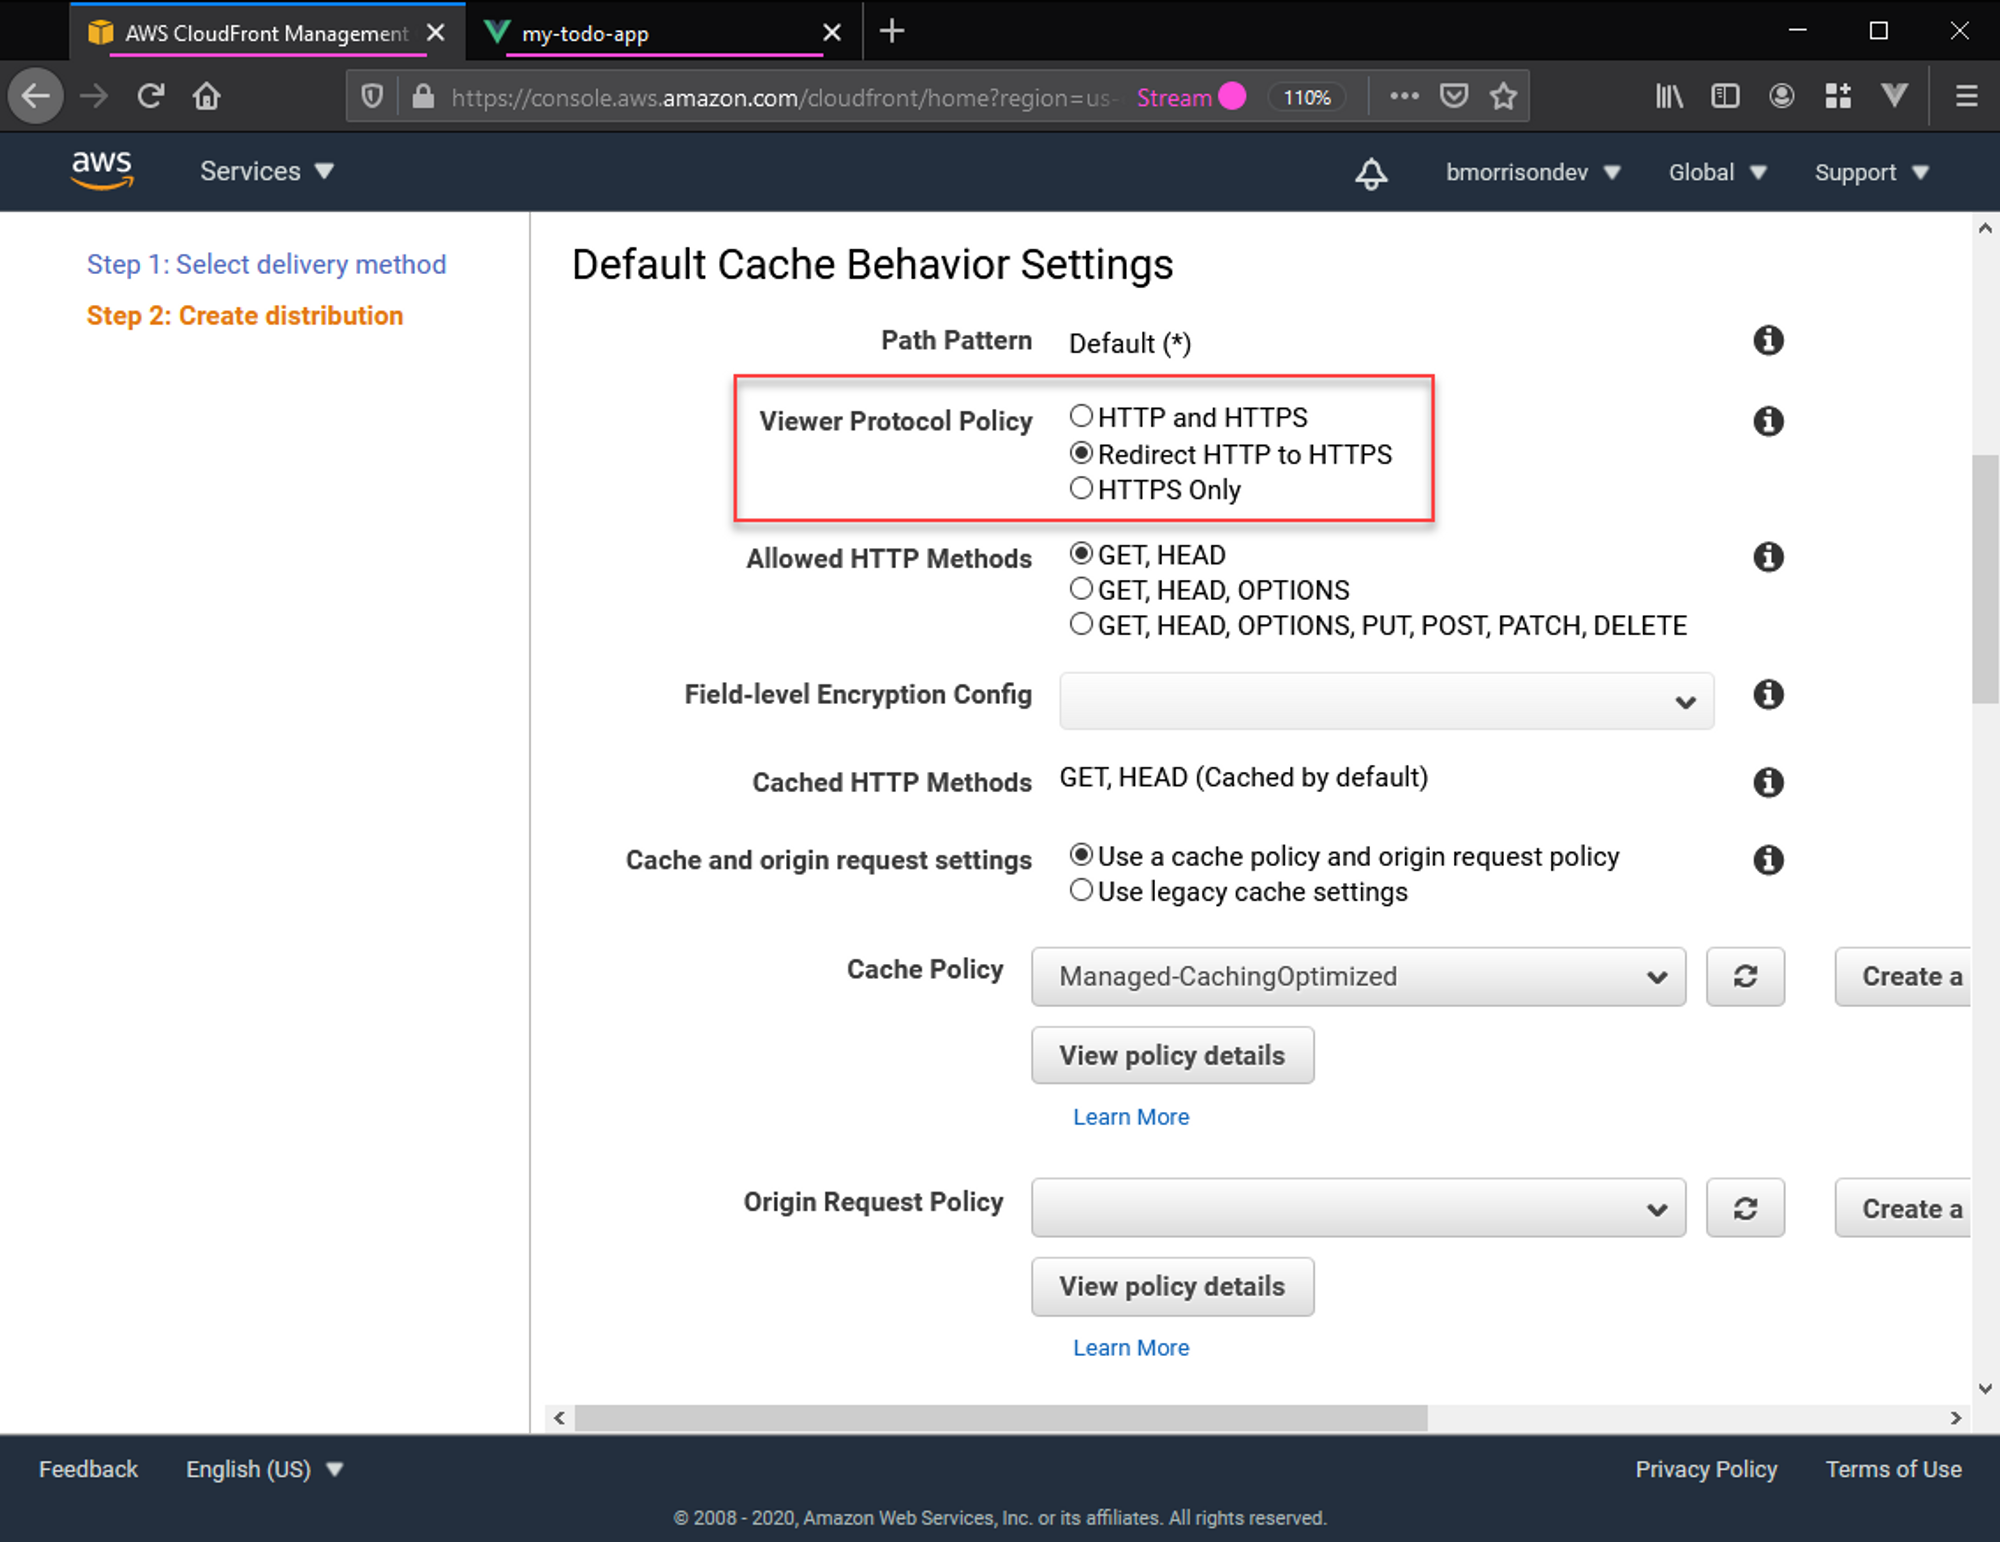 AWS CloudFront Management
my-todo-app
https://console.aws.amazon.com/cloudfront/home?region=us-
Stream
110%
aws
Services
bmorrisondev
Global
Support
Step 1: Select delivery method
Step 2: Create distribution
Default Cache Behavior Settings
Path Pattern
Default (*)
Viewer Protocol Policy
HTTP and HTTPS
Redirect HTTP to HTTPS
HTTPS Only
Allowed HTTP Methods
GET, HEAD
GET, HEAD, OPTIONS
GET, HEAD, OPTIONS, PUT, POST, PATCH, DELETE
Field-level Encryption Config
Cached HTTP Methods
GET, HEAD (Cached by default)
Cache and origin request settings
Use a cache policy and origin request policy
Use legacy cache settings
Cache Policy
Managed-CachingOptimized
Create a
View policy details
Learn More
Origin Request Policy
Create a
View policy details
Learn More
Feedback
English (US)
Privacy Policy
Terms of Use
© 2008 - 2020, Amazon Web Services, Inc. or its affiliates. All rights reserved.